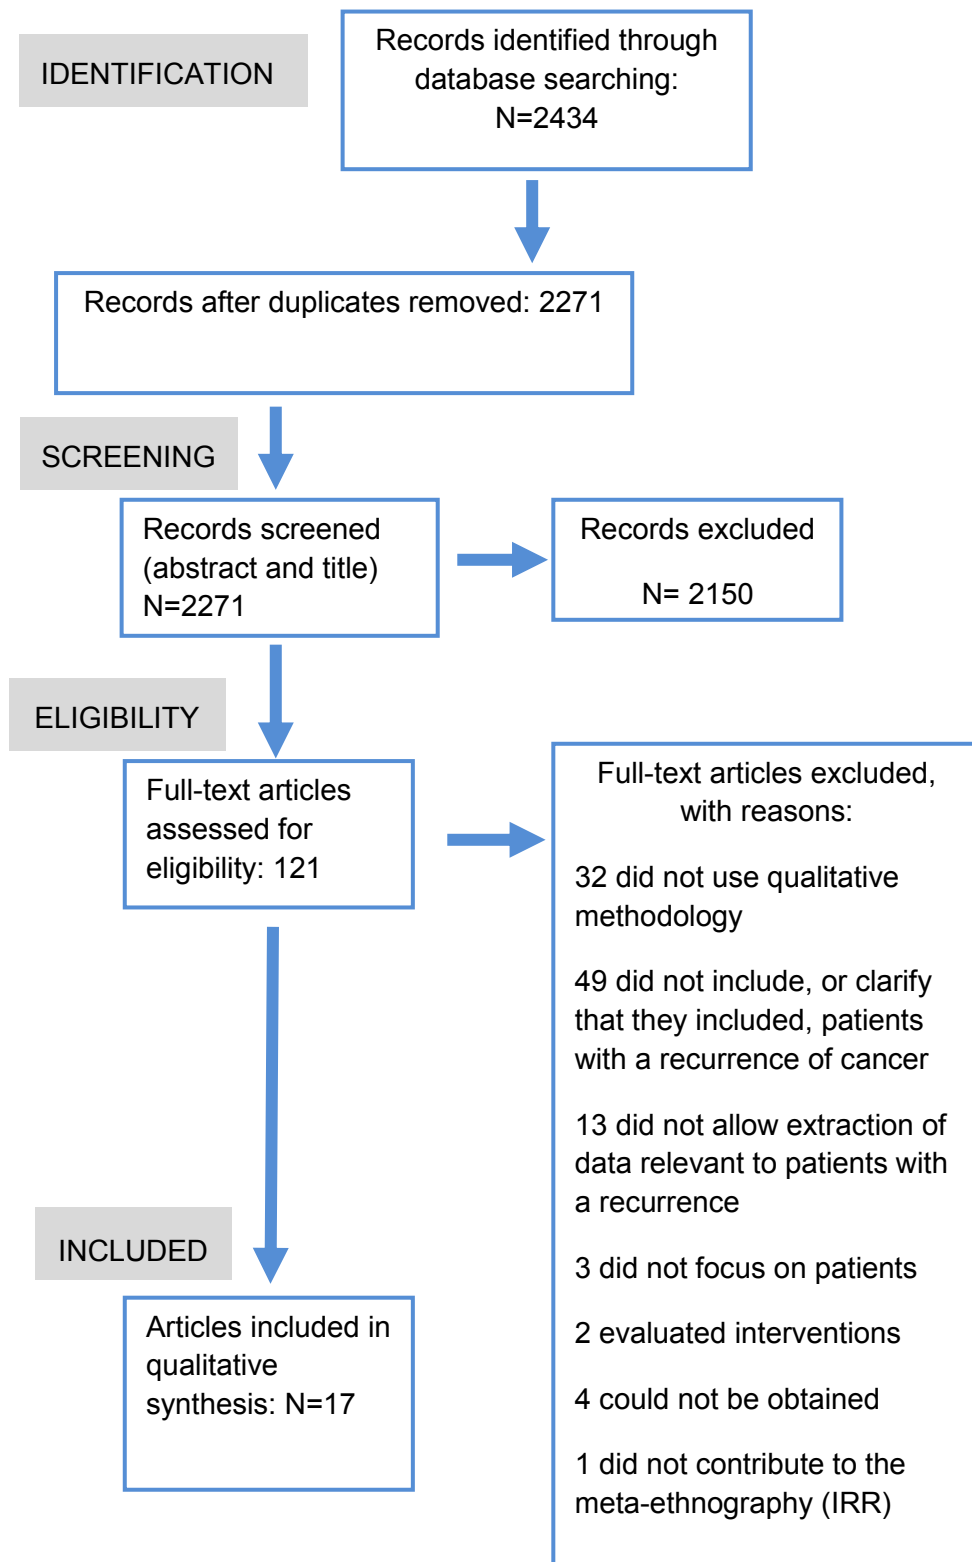 IDENTIFICATION
Records identified through
database searching:
N=2434
Records after duplicates removed: 2271
SCREENING
Records screened
(abstract and title)
N=2271
Records excluded
N= 2150
ELIGIBILITY
Full-text articles
assessed for
eligibility: 121
Full-text articles excluded,
with reasons:
32 did not use qualitative
methodology
49 did not include, or clarify
that they included, patients
with a recurrence of cancer
13 did not allow extraction of
data relevant to patients with
a recurrence
3 did not focus on patients
2 evaluated interventions
4 could not be obtained
1 did not contribute to the
meta-ethnography (IRR)
INCLUDED
Articles included in
qualitative
synthesis: N=17